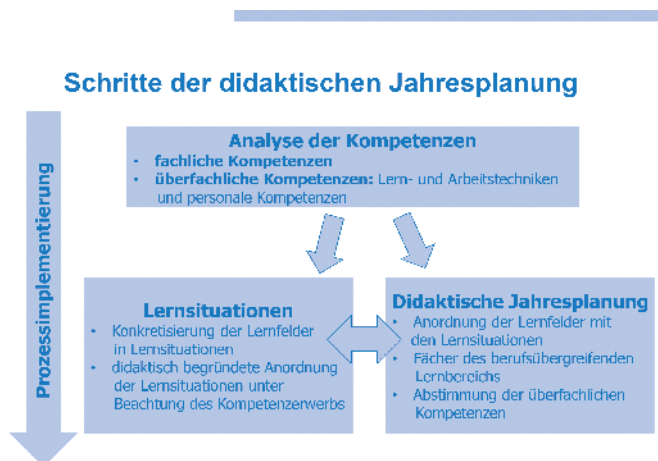 Schritte der didaktischen Jahresplanung
Prozessimplementierung
Analyse der Kompetenzen
• fachliche Kompetenzen
• überfachliche Kompetenzen: Lern- und Arbeitstechniken
und personale Kompetenzen
Lernsituationen
• Konkretisierung der Lernfelder
in Lernsituationen
• didaktisch begründete Anordnung
der Lernsituationen unter
Beachtung des Kompetenzerwerbs
Didaktische Jahresplanung
• Anordnung der Lernfelder mit
den Lernsituationen
• Fächer des berufsübergreifenden
Lernbereichs
• Abstimmung der überfachlichen
Kompetenzen